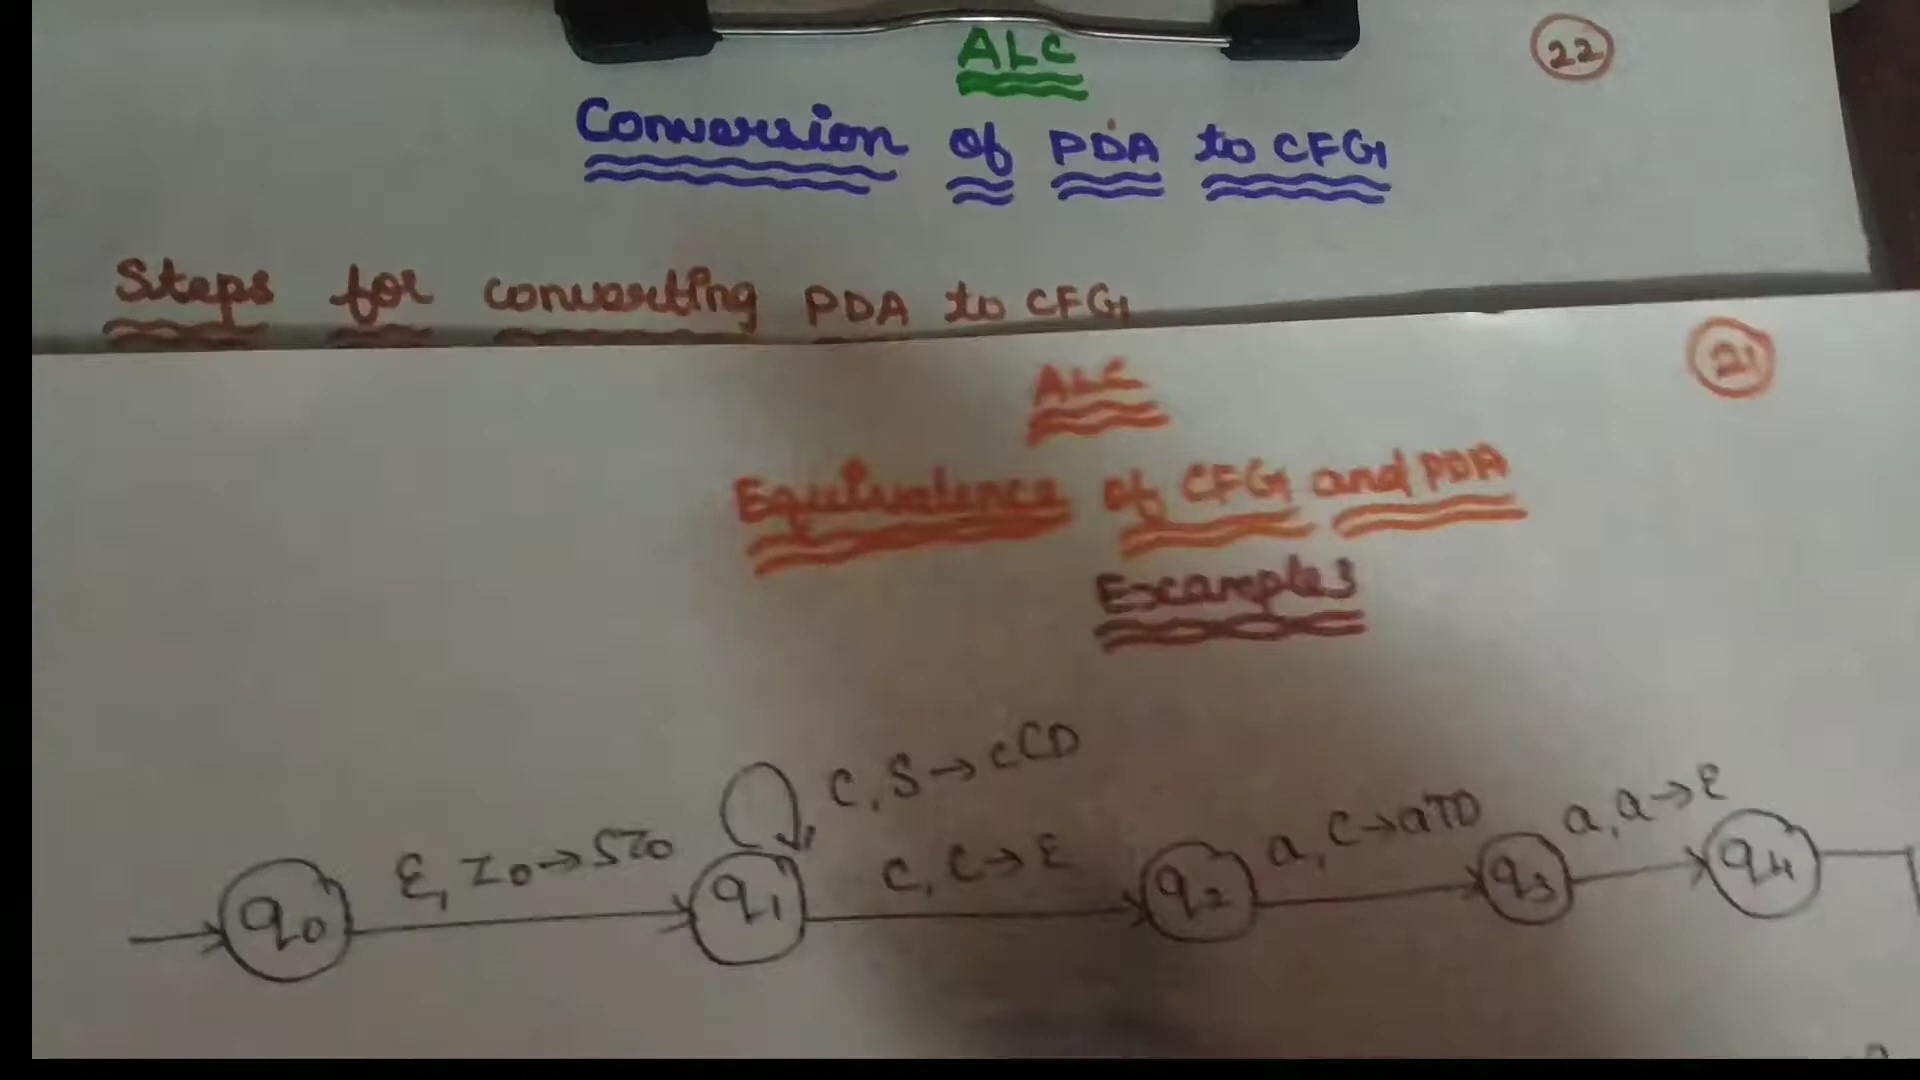 ALC
22
Conversion of PDA to CFG
Steps for converting PDA to CFG
21
ALC
Equivalence of CFG and PDA
Examples
C, S → cCD
ε, Z0 → SZ0
C, C → ε
a, C → aTD
a, a → ε
q0
q1
q2
q3
q4